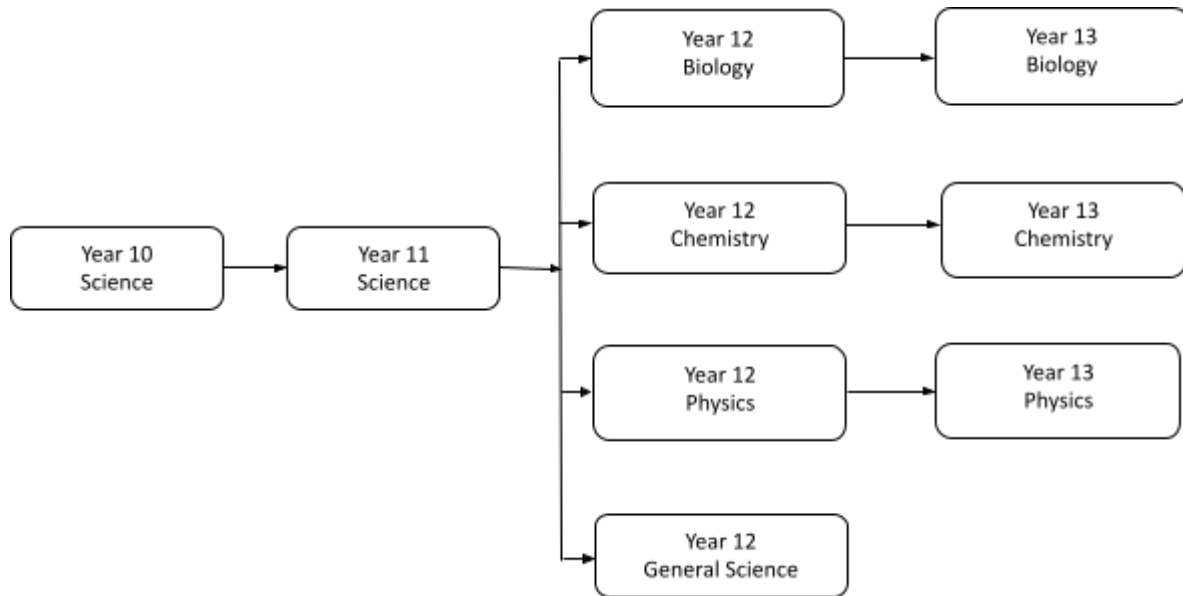 Year 12
Biology
Year 13
Biology
Year 12
Chemistry
Year 13
Chemistry
Year 10
Science
Year 11
Science
Year 12
Physics
Year 13
Physics
Year 12
General Science